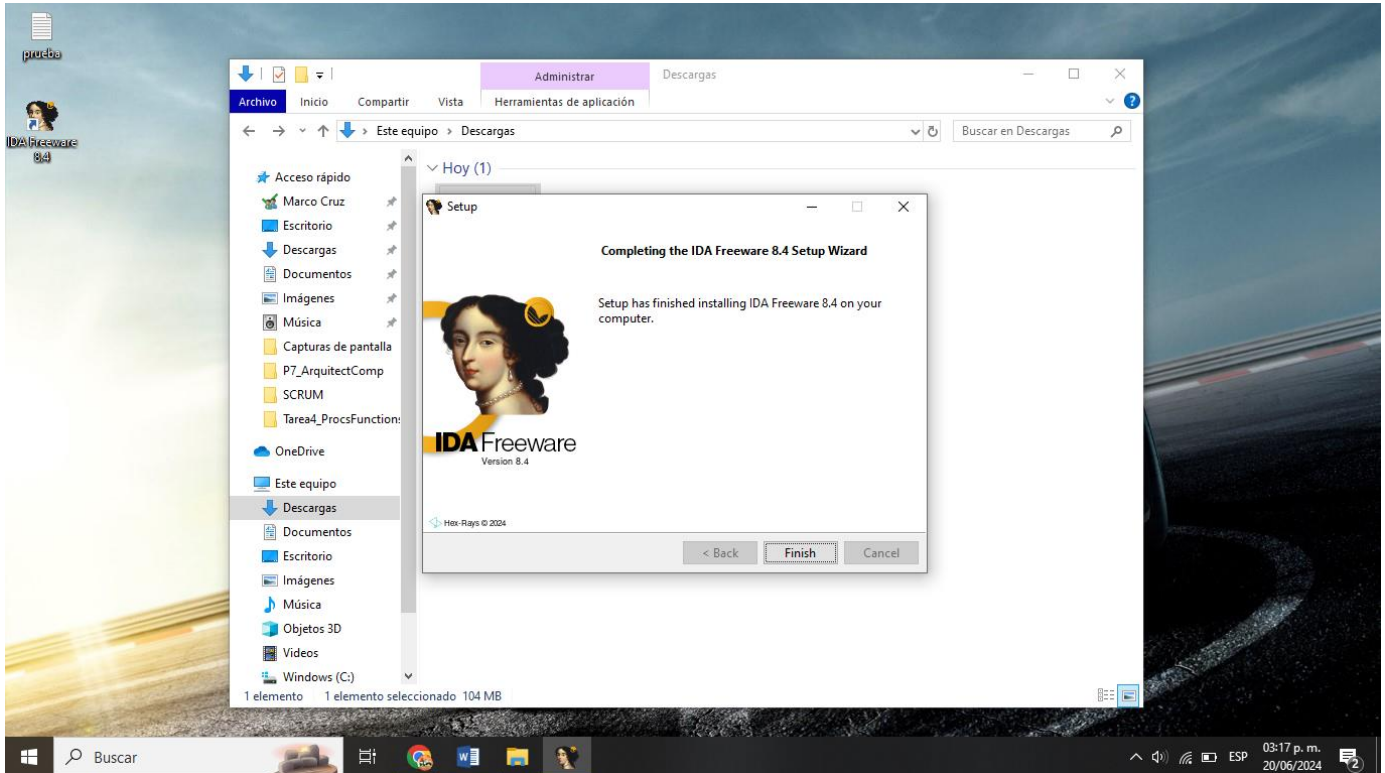 prueba
IDA Freeware
8.4
Administrar
Descargas
Archivo
Inicio
Compartir
Vista
Herramientas de aplicación
Este equipo > Descargas
Buscar en Descargas
Acceso rápido
Marco Cruz
Escritorio
Descargas
Documentos
Imágenes
Música
Capturas de pantalla
P7_ArquitectComp
SCRUM
Tarea4_ProcsFunction
OneDrive
Este equipo
Descargas
Documentos
Escritorio
Imágenes
Música
Objetos 3D
Videos
Windows (C:)
1 elemento
1 elemento seleccionado 104 MB
Hoy (1)
Setup
Completing the IDA Freeware 8.4 Setup Wizard
Setup has finished installing IDA Freeware 8.4 on your
computer.
IDA Freeware
Version 8.4
Hex-Rays © 2024
< Back
Finish
Cancel
Buscar
ESP
03:17 p. m.
20/06/2024
2